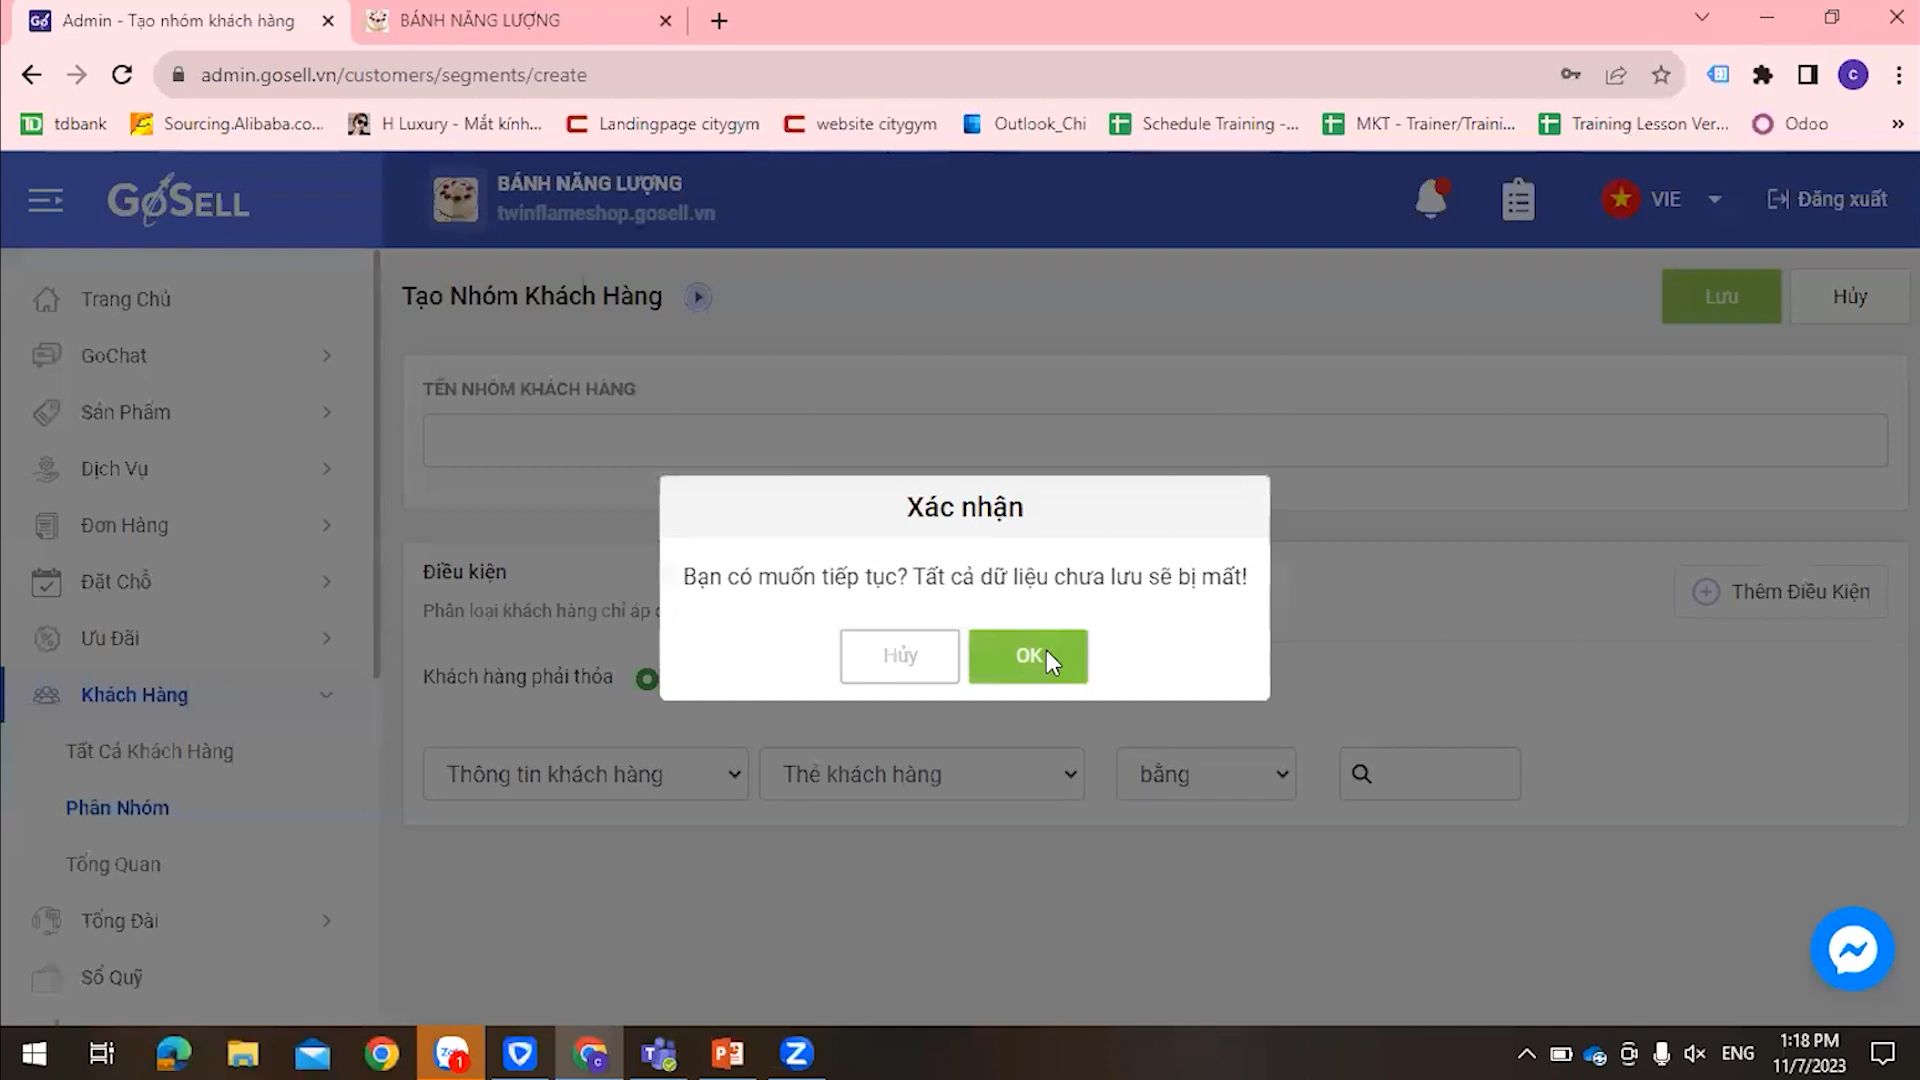 Admin - Tạo nhóm khách hàng
BÁNH NĂNG LƯỢNG
admin.gosell.vn/customers/segments/create
C
tdbank
Sourcing.Alibaba.co...
H Luxury - Mắt kính...
Landingpage citygym
website citygym
Outlook_Chi
Schedule Training -...
MKT - Trainer/Traini...
Training Lesson Ver...
Odoo
»
GOSELL
BÁNH NĂNG LƯỢNG
twinflameshop.gosell.vn
VIE
Đăng xuất
Trang Chủ
GoChat
Sản Phẩm
Dịch Vụ
Đơn Hàng
Đặt Chỗ
Ưu Đãi
Khách Hàng
Tất Cả Khách Hàng
Phân Nhóm
Tổng Quan
Tổng Đài
Sổ Quỹ
Tạo Nhóm Khách Hàng
Lưu
Hủy
TÊN NHÓM KHÁCH HÀNG
Điều kiện
Phân loại khách hàng chỉ áp
Thêm Điều Kiện
Khách hàng phải thỏa
Thông tin khách hàng
Thẻ khách hàng
bằng
Xác nhận
Bạn có muốn tiếp tục? Tất cả dữ liệu chưa lưu sẽ bị mất!
Hủy
OK
ENG
1:18 PM
11/7/2023